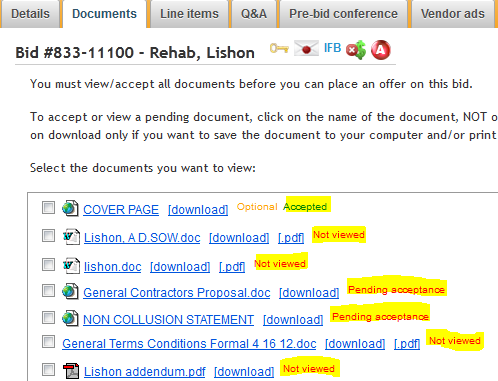 Details Documents Line items Q&A Pre-bid conference Vendor ads
Bid #833-11100 - Rehab, Lishon IFB A
You must view/accept all documents before you can place an offer on this bid.
To accept or view a pending document, click on the name of the document, NOT o
on download only if you want to save the document to your computer and/or print
Select the documents you want to view:
COVER PAGE [download] Optional Accepted
Lishon, A D.SOW.doc [download] [.pdf] Not viewed
lishon.doc [download] [.pdf] Not viewed
General Contractors Proposal.doc [download] Pending acceptance
NON COLLUSION STATEMENT [download] Pending acceptance
General Terms Conditions Formal 4 16 12.doc [download] [.pdf] Not viewed
Lishon addendum.pdf [download] Not viewed